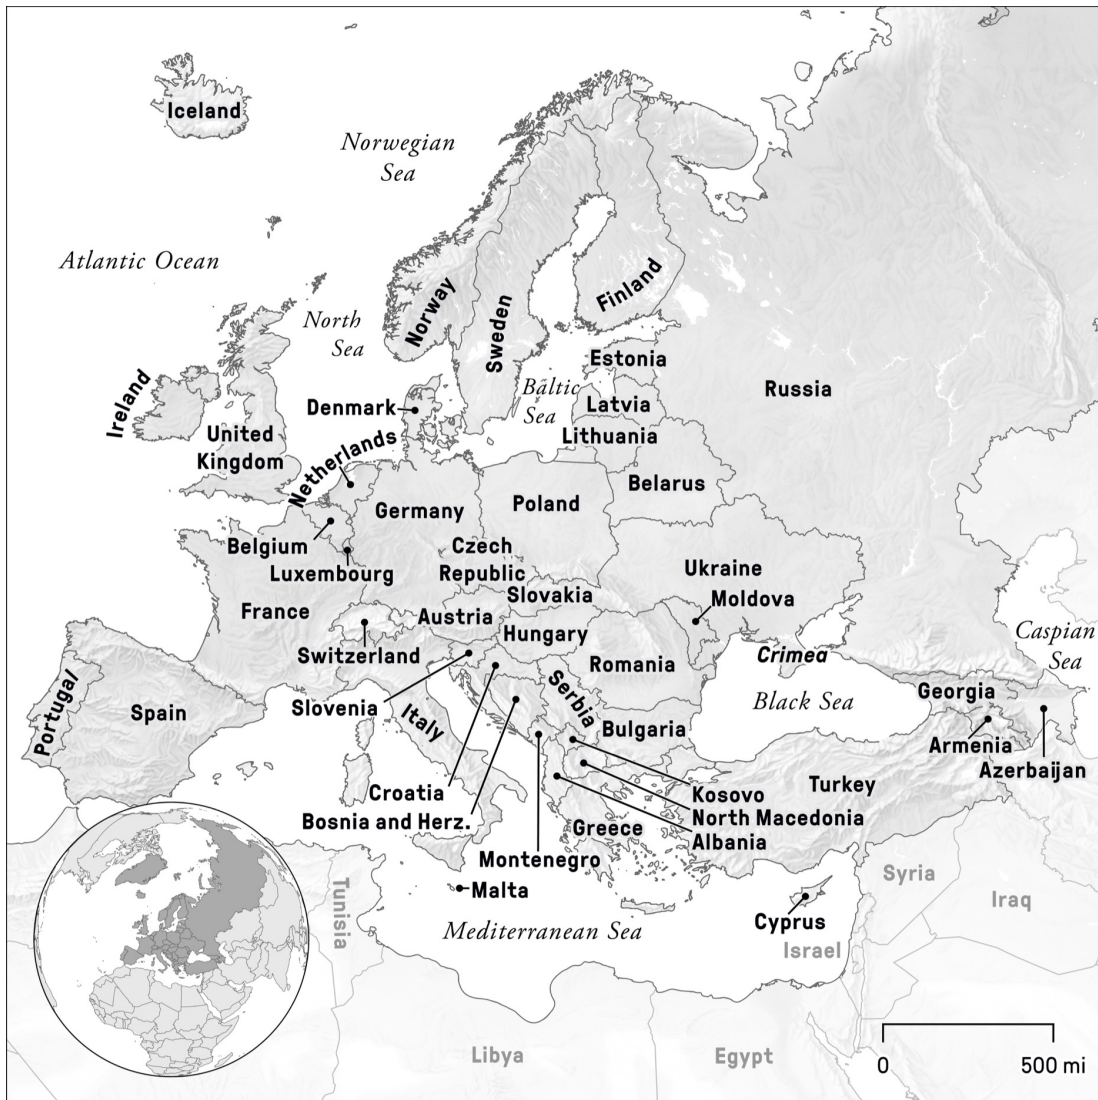 Iceland
Norwegian
Sea
Atlantic Ocean
North
Sea
Norway
Sweden
Finland
Estonia
Baltic
Sea
Latvia
Lithuania
Russia
Ireland
United
Kingdom
Denmark
Netherlands
Belarus
Germany
Poland
Belgium
Luxembourg
Czech
Republic
Slovakia
Ukraine
Moldova
France
Austria
Hungary
Switzerland
Romania
Crimea
Caspian
Sea
Portugal
Spain
Slovenia
Italy
Serbia
Bulgaria
Black Sea
Georgia
Armenia
Azerbaijan
Croatia
Bosnia and Herz.
Kosovo
North Macedonia
Albania
Turkey
Greece
Montenegro
Malta
Mediterranean Sea
Cyprus
Tunisia
Syria
Iraq
Israel
Libya
Egypt
0
500 mi